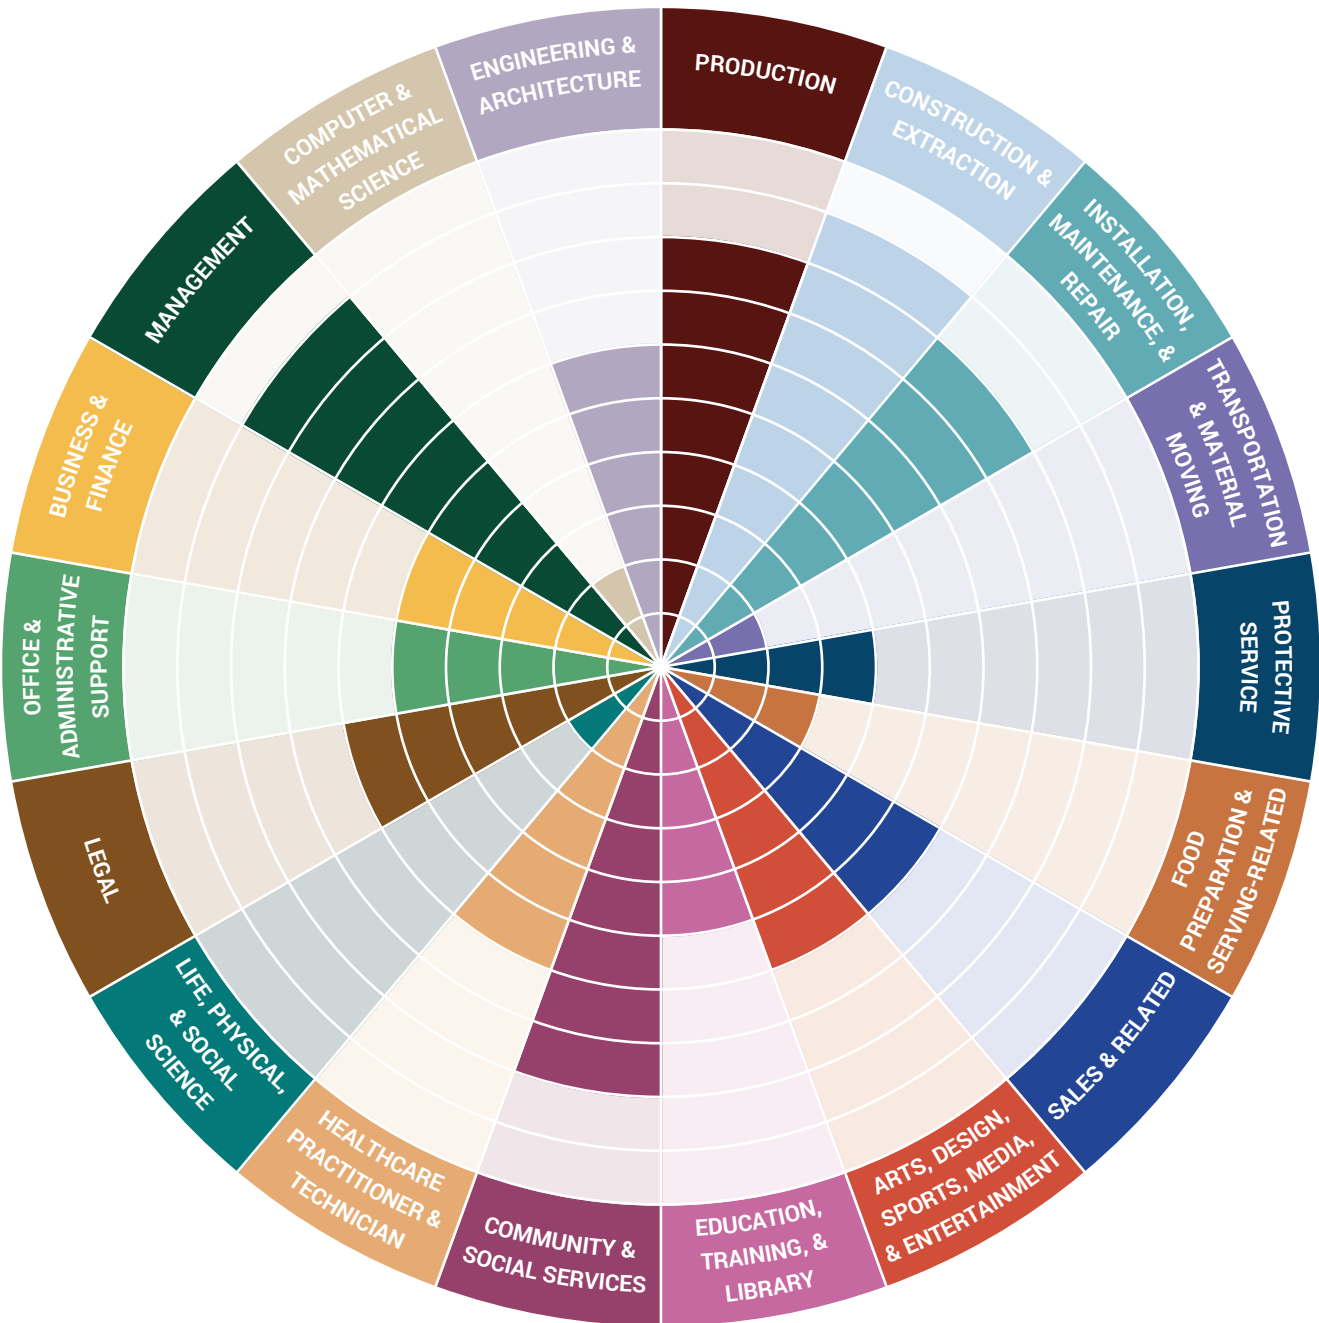 ENGINEERING &
ARCHITECTURE
PRODUCTION
CONSTRUCTION &
EXTRACTION
INSTALLATION,
MAINTENANCE, &
REPAIR
TRANSPORTATION
& MATERIAL
MOVING
PROTECTIVE
SERVICE
FOOD
PREPARATION &
SERVING-RELATED
SALES & RELATED
ARTS, DESIGN,
SPORTS, MEDIA,
& ENTERTAINMENT
EDUCATION,
TRAINING, &
LIBRARY
COMMUNITY &
SOCIAL SERVICES
HEALTHCARE
PRACTITIONER &
TECHNICIAN
LIFE, PHYSICAL,
& SOCIAL
SCIENCE
LEGAL
OFFICE &
ADMINISTRATIVE
SUPPORT
BUSINESS &
FINANCE
MANAGEMENT
COMPUTER &
MATHEMATICAL
SCIENCE